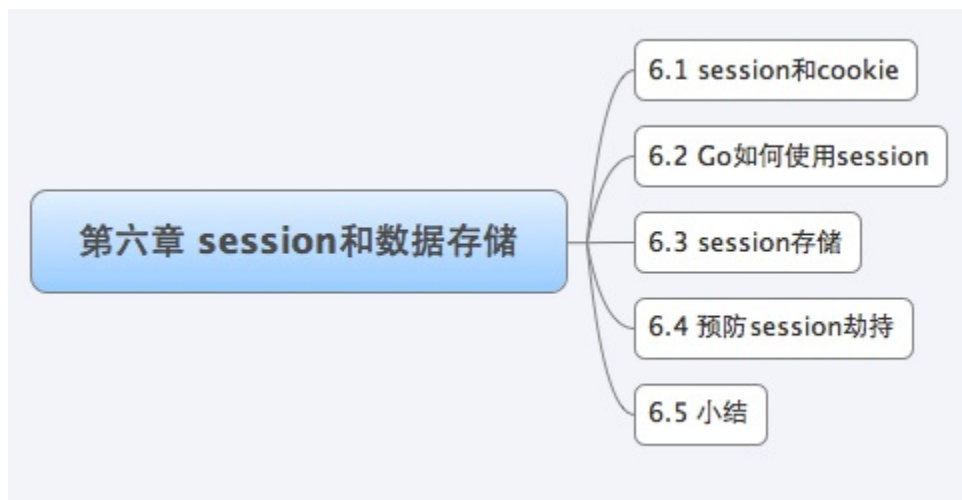 第六章 session和数据存储
6.1 session和cookie
6.2 Go如何使用session
6.3 session存储
6.4 预防session劫持
6.5 小结